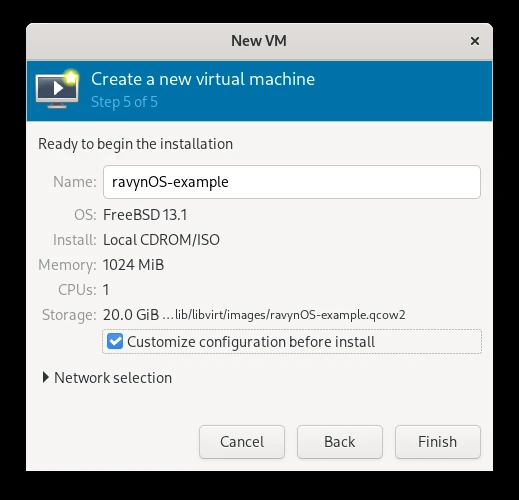 New VM
Create a new virtual machine
Step 5 of 5
Ready to begin the installation
Name: ravynOS-example
OS: FreeBSD 13.1
Install: Local CDROM/ISO
Memory: 1024 MiB
CPUs: 1
Storage: 20.0 GiB ...lib/libvirt/images/ravynOS-example.qcow2
Customize configuration before install
Network selection
Cancel Back Finish